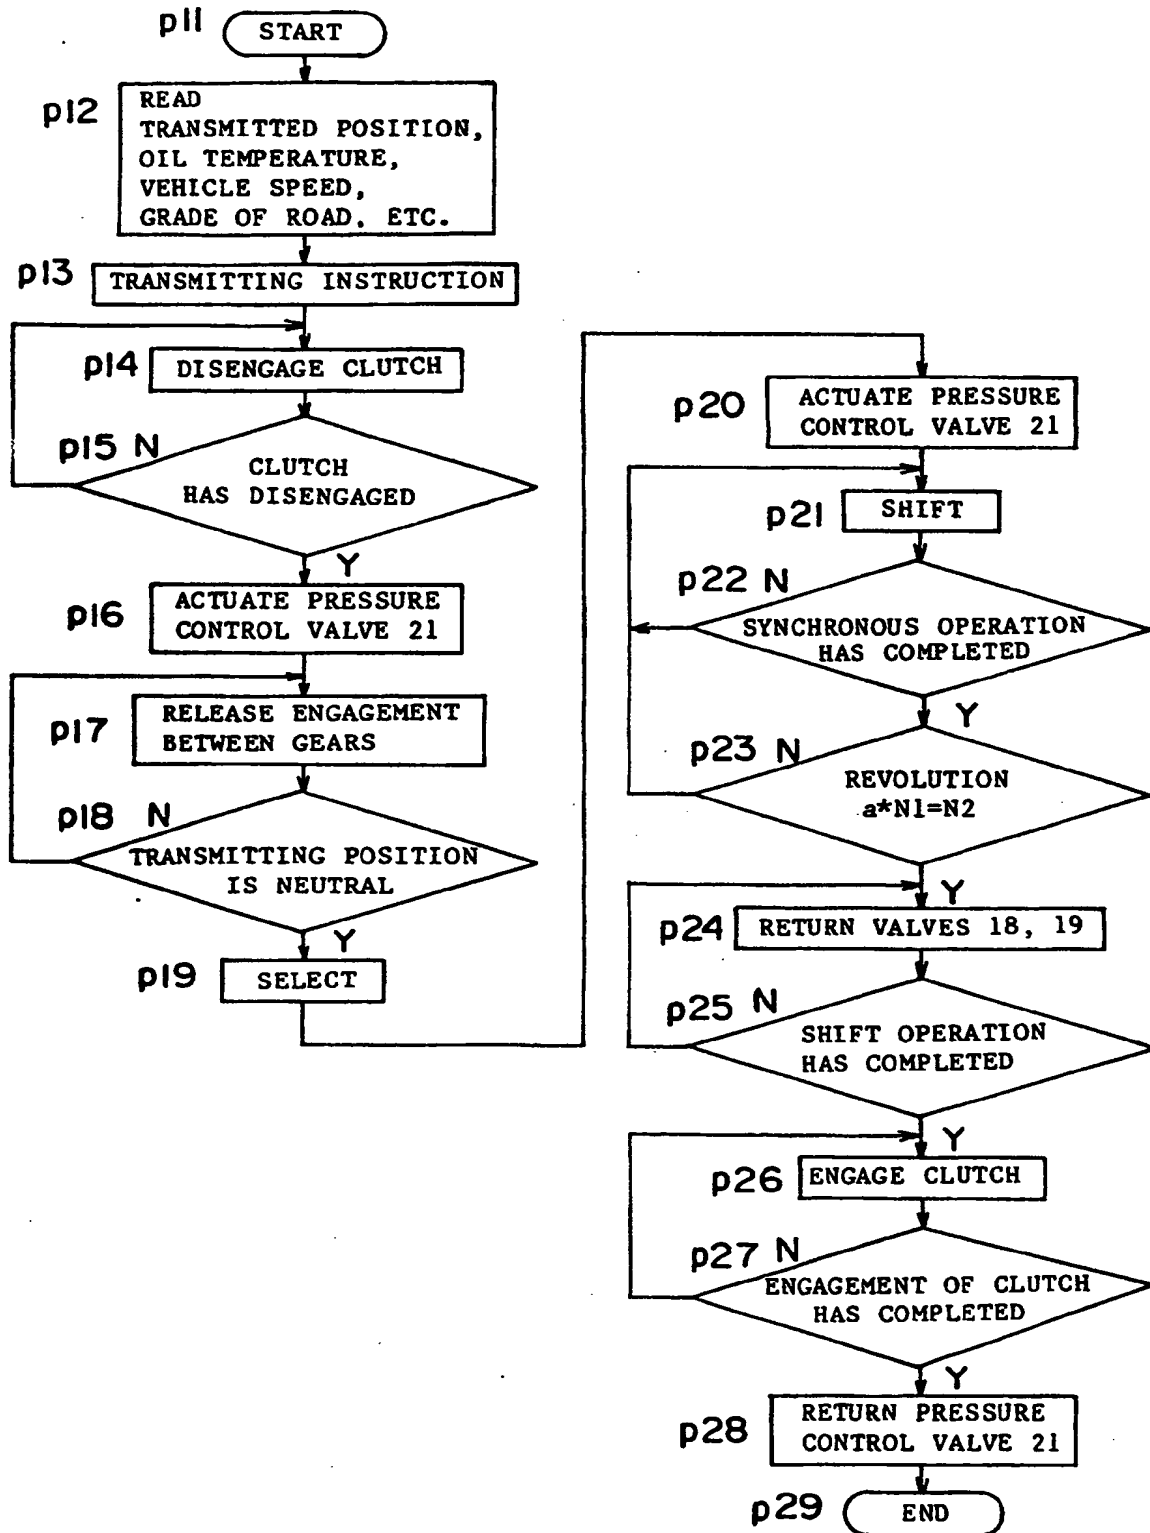 p11
START
p12
READ
TRANSMITTED POSITION,
OIL TEMPERATURE,
VEHICLE SPEED,
GRADE OF ROAD, ETC.
p13
TRANSMITTING INSTRUCTION
p14
DISENGAGE CLUTCH
p15 N
CLUTCH
HAS DISENGAGED
Y
p16
ACTUATE PRESSURE
CONTROL VALVE 21
p17
RELEASE ENGAGEMENT
BETWEEN GEARS
p18 N
TRANSMITTING POSITION
IS NEUTRAL
Y
p19
SELECT
p20
ACTUATE PRESSURE
CONTROL VALVE 21
p21
SHIFT
p22 N
SYNCHRONOUS OPERATION
HAS COMPLETED
Y
p23 N
REVOLUTION
a*N1=N2
Y
p24
RETURN VALVES 18, 19
p25 N
SHIFT OPERATION
HAS COMPLETED
Y
p26
ENGAGE CLUTCH
p27 N
ENGAGEMENT OF CLUTCH
HAS COMPLETED
Y
p28
RETURN PRESSURE
CONTROL VALVE 21
p29
END